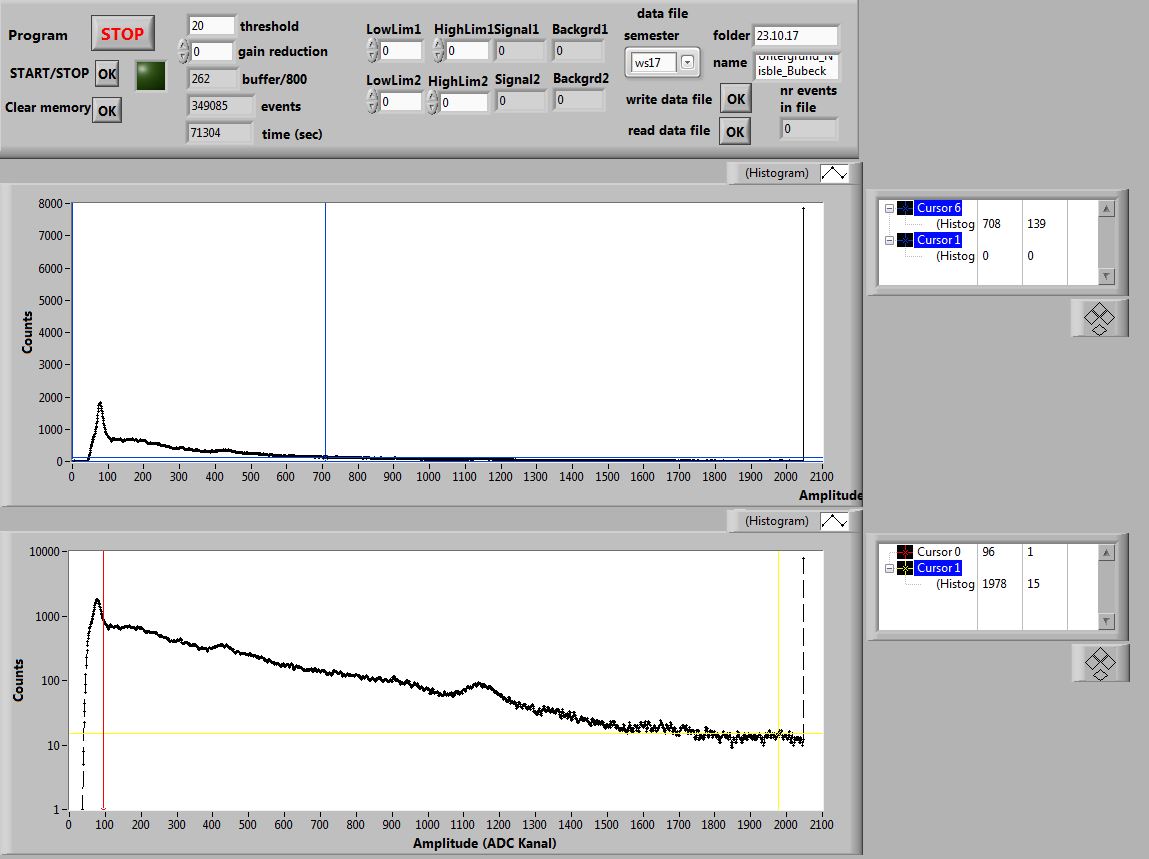 Program
STOP
START/STOP
OK
Clear memory
OK
20
threshold
0
gain reduction
262
buffer/800
349085
events
71304
time (sec)
LowLim1
HighLim1
Signal1
Backgrd1
0
0
0
0
LowLim2
HighLim2
Signal2
Backgrd2
0
0
0
0
data file
semester
ws17
folder
23.10.17
name
Untergrund_N
isble_Bubeck
write data file
OK
read data file
OK
nr events
in file
0
(Histogram)
8000
7000
6000
5000
4000
3000
2000
1000
0
Counts
0 100 200 300 400 500 600 700 800 900 1000 1100 1200 1300 1400 1500 1600 1700 1800 1900 2000 2100
Amplitude
Cursor 6
(Histog 708 139
Cursor 1
(Histog 0 0
(Histogram)
10000
1000
100
10
1
Counts
0 100 200 300 400 500 600 700 800 900 1000 1100 1200 1300 1400 1500 1600 1700 1800 1900 2000 2100
Amplitude (ADC Kanal)
Cursor 0 96 1
Cursor 1
(Histog 1978 15